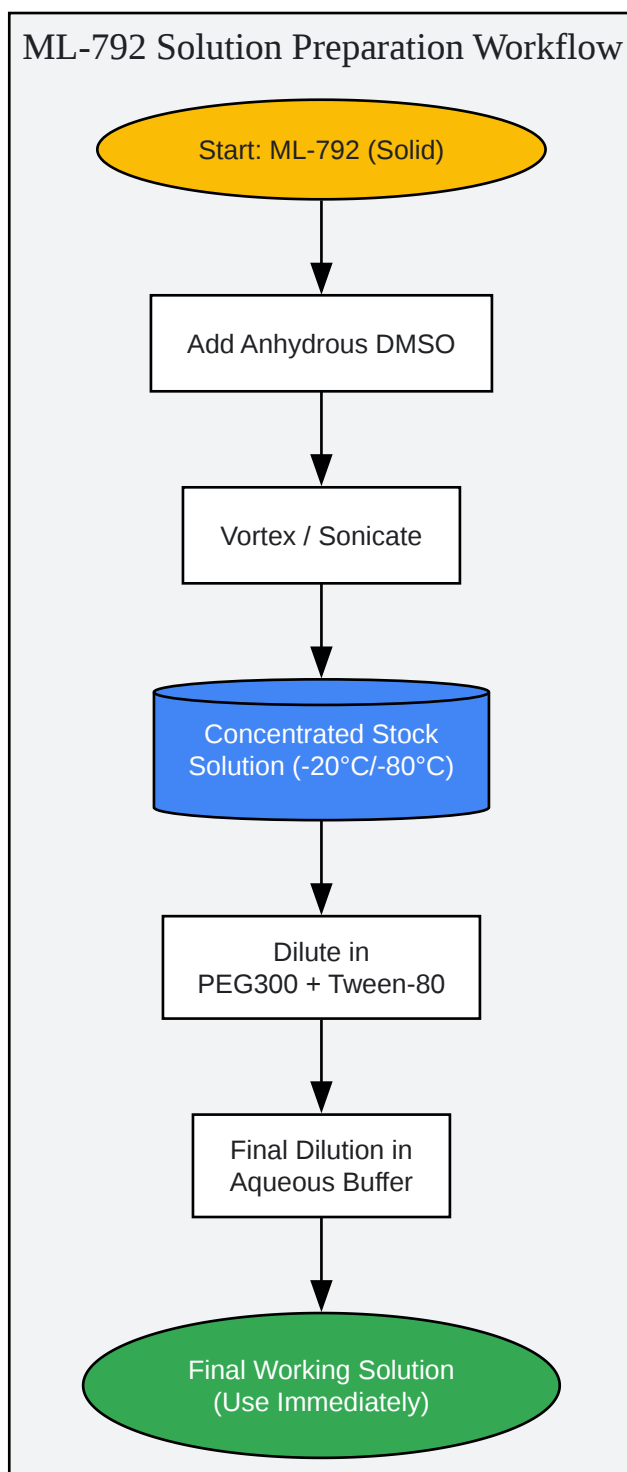 ML-792 Solution Preparation Workflow
Start: ML-792 (Solid)
Add Anhydrous DMSO
Vortex / Sonicate
Concentrated Stock
Solution (-20°C/-80°C)
Dilute in
PEG300 + Tween-80
Final Dilution in
Aqueous Buffer
Final Working Solution
(Use Immediately)